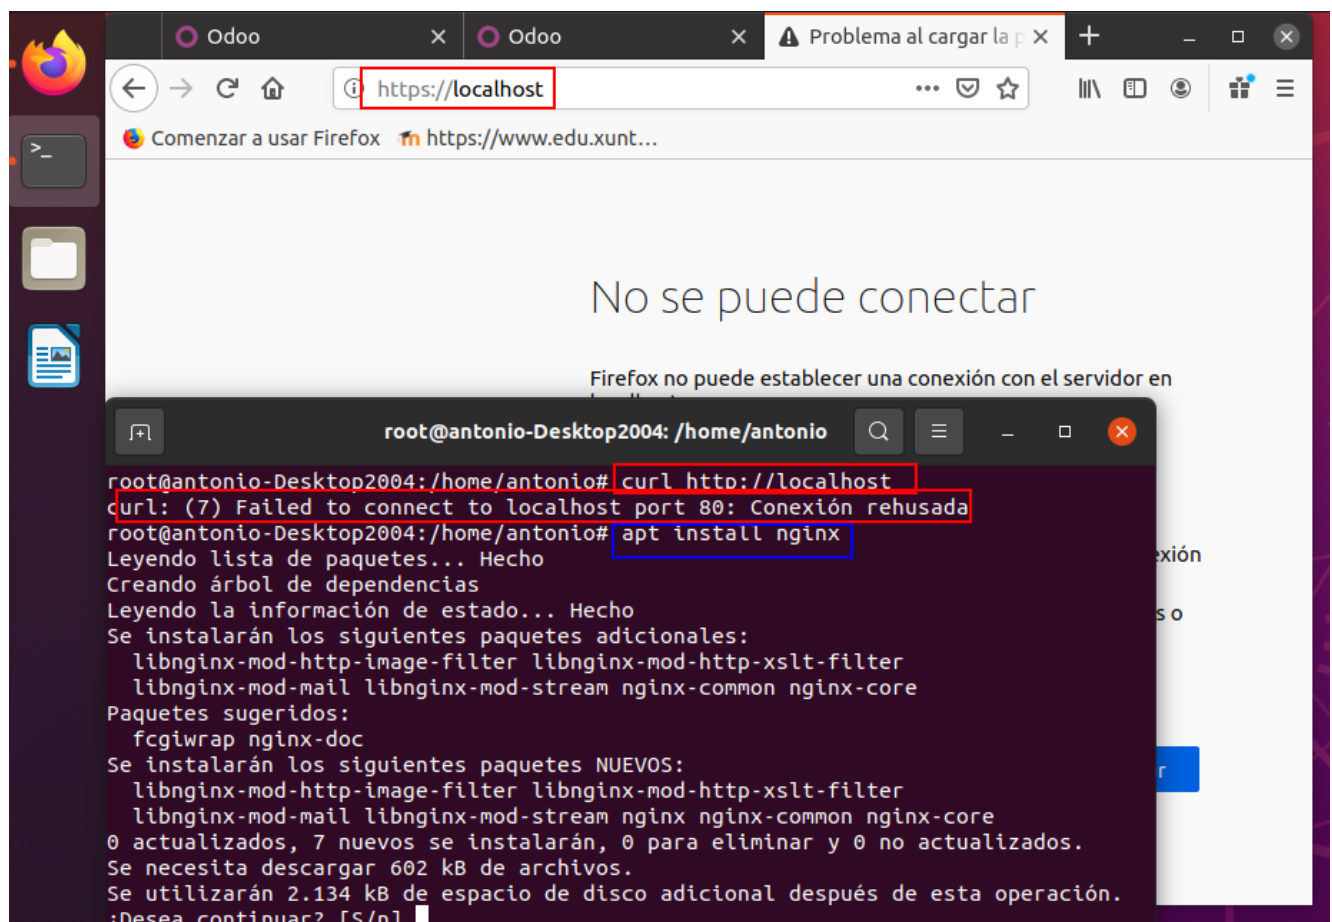 Odoo
Odoo
Problema al cargar la p
https://localhost
Comenzar a usar Firefox
https://www.edu.xunt…
No se puede conectar
Firefox no puede establecer una conexión con el servidor en
root@antonio-Desktop2004: /home/antonio
root@antonio-Desktop2004:/home/antonio# curl http://localhost
curl: (7) Failed to connect to localhost port 80: Conexión rehusada
root@antonio-Desktop2004:/home/antonio# apt install nginx
Leyendo lista de paquetes... Hecho
Creando árbol de dependencias
Leyendo la información de estado... Hecho
Se instalarán los siguientes paquetes adicionales:
libnginx-mod-http-image-filter libnginx-mod-http-xslt-filter
libnginx-mod-mail libnginx-mod-stream nginx-common nginx-core
Paquetes sugeridos:
fcgiwrap nginx-doc
Se instalarán los siguientes paquetes NUEVOS:
libnginx-mod-http-image-filter libnginx-mod-http-xslt-filter
libnginx-mod-mail libnginx-mod-stream nginx nginx-common nginx-core
0 actualizados, 7 nuevos se instalarán, 0 para eliminar y 0 no actualizados.
Se necesita descargar 602 kB de archivos.
Se utilizarán 2.134 kB de espacio de disco adicional después de esta operación.
¿Desea continuar? [S/n]
exión
s o
r